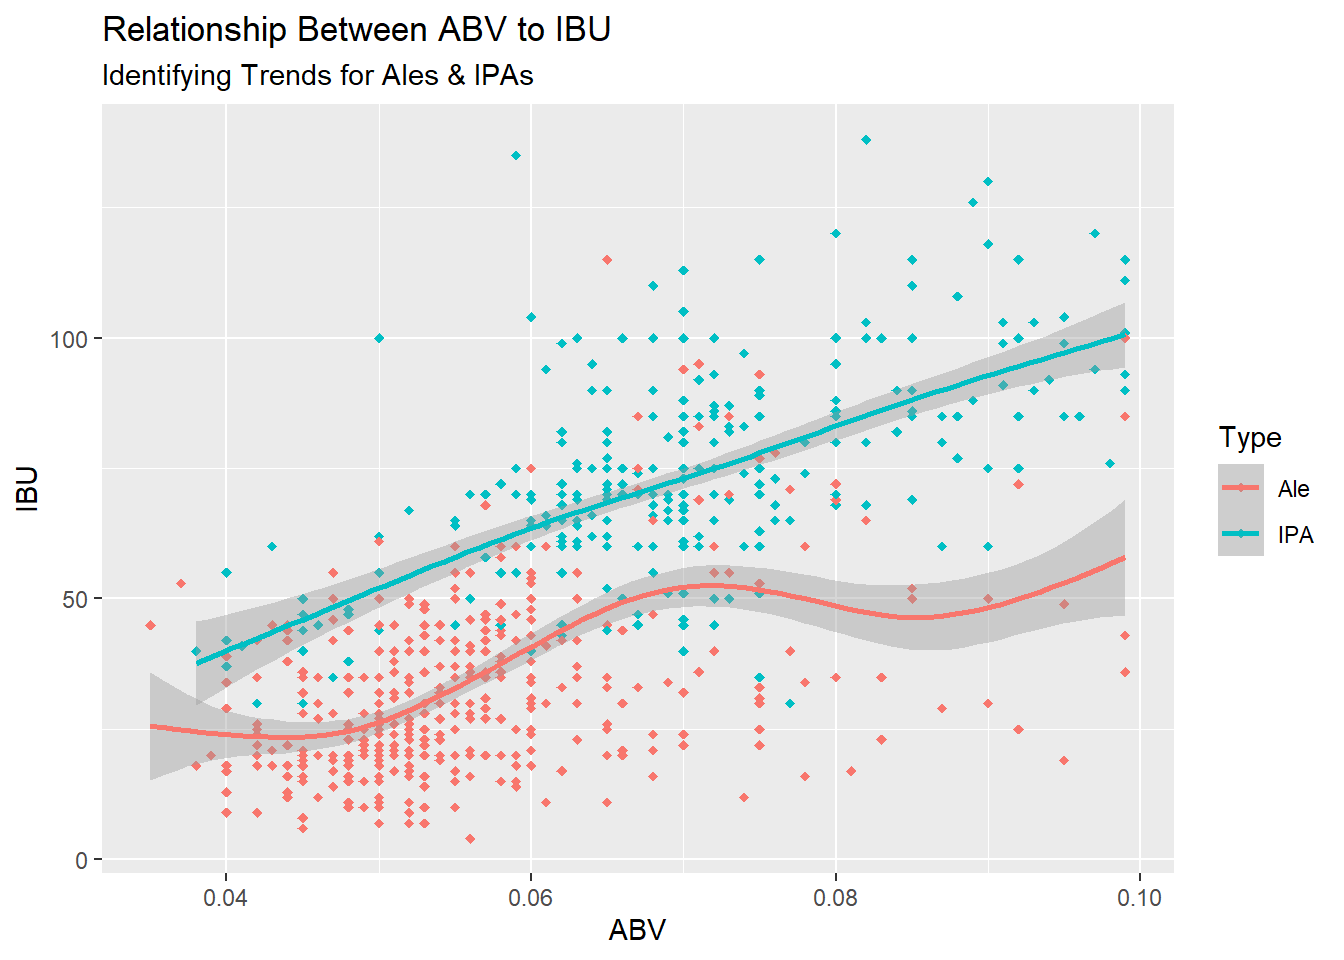 Relationship Between ABV to IBU
Identifying Trends for Ales & IPAs
IBU
100
50
0
0.04
0.06
0.08
0.10
ABV
Type
Ale
IPA